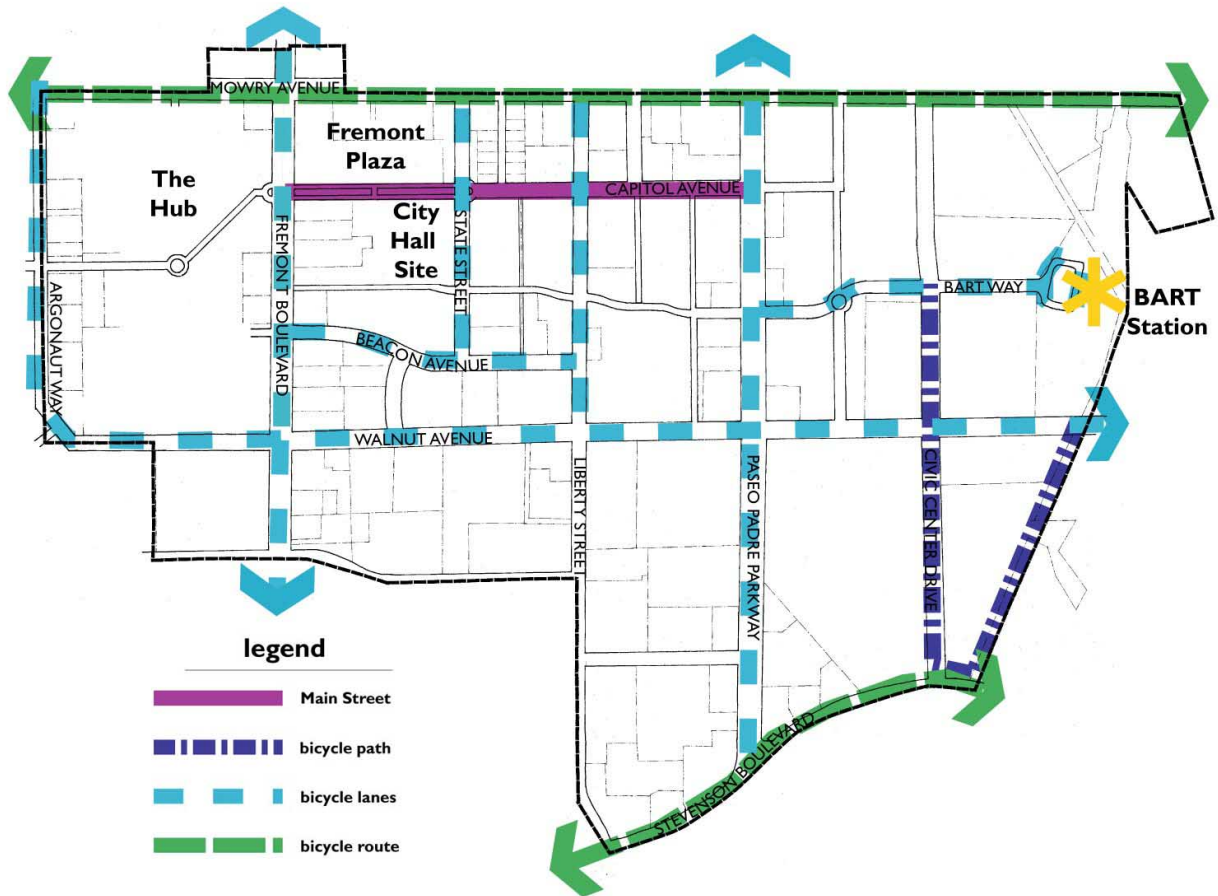 MOWRY AVENUE
Fremont
Plaza
The
Hub
CAPITOL AVENUE
City
Hall
Site
STATE STREET
FREMONT BOULEVARD
ARGONAUT WAY
BART WAY
BART
Station
BEACON AVENUE
WALNUT AVENUE
LIBERTY STREET
PASEO PADRE PARKWAY
CIVIC CENTER DRIVE
STEVENSON BOULEVARD
legend
Main Street
bicycle path
bicycle lanes
bicycle route